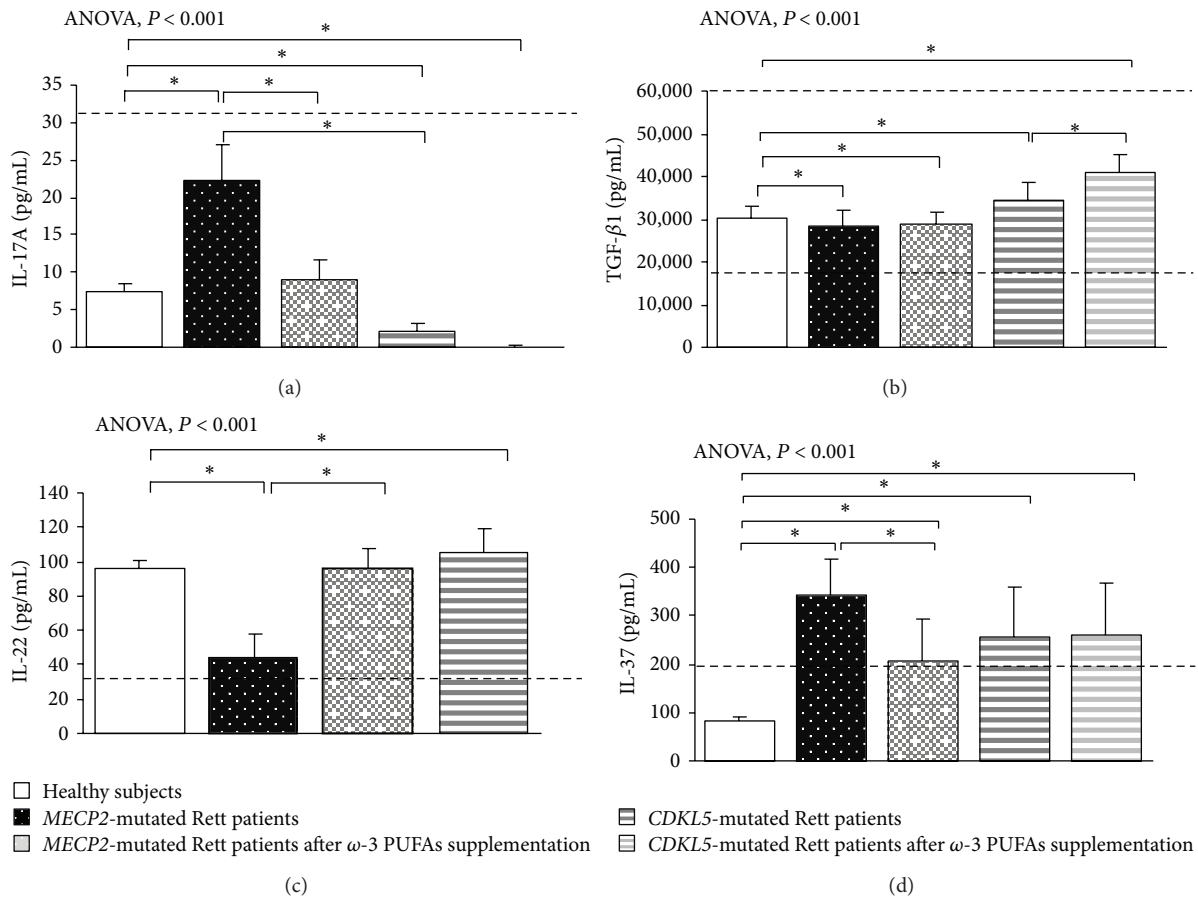 ANOVA, P < 0.001
*
*
* *
*
IL-17A (pg/mL)
35
30
25
20
15
10
5
0
(a)
ANOVA, P < 0.001
*
*
*
*
*
TGF-β1 (pg/mL)
60,000
50,000
40,000
30,000
20,000
10,000
0
(b)
ANOVA, P < 0.001
*
* *
IL-22 (pg/mL)
140
120
100
80
60
40
20
0
ANOVA, P < 0.001
*
*
*
* *
IL-37 (pg/mL)
500
400
300
200
100
0
Healthy subjects
MECP2-mutated Rett patients
MECP2-mutated Rett patients after ω-3 PUFAs supplementation
(c)
CDKL5-mutated Rett patients
CDKL5-mutated Rett patients after ω-3 PUFAs supplementation
(d)